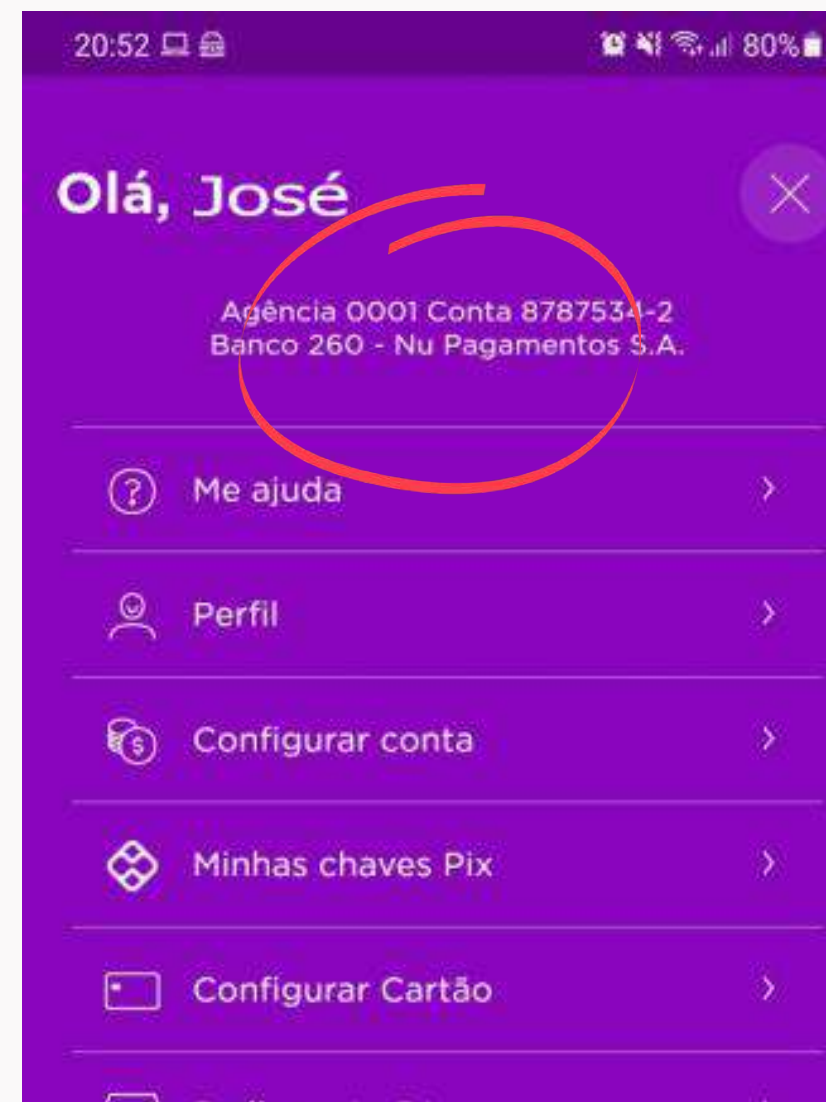 20:52 80%
Olá, José
Agência 0001 Conta 8787534-2
Banco 260 - Nu Pagamentos S.A.
Me ajuda
Perfil
Configurar conta
Minhas chaves Pix
Configurar Cartão